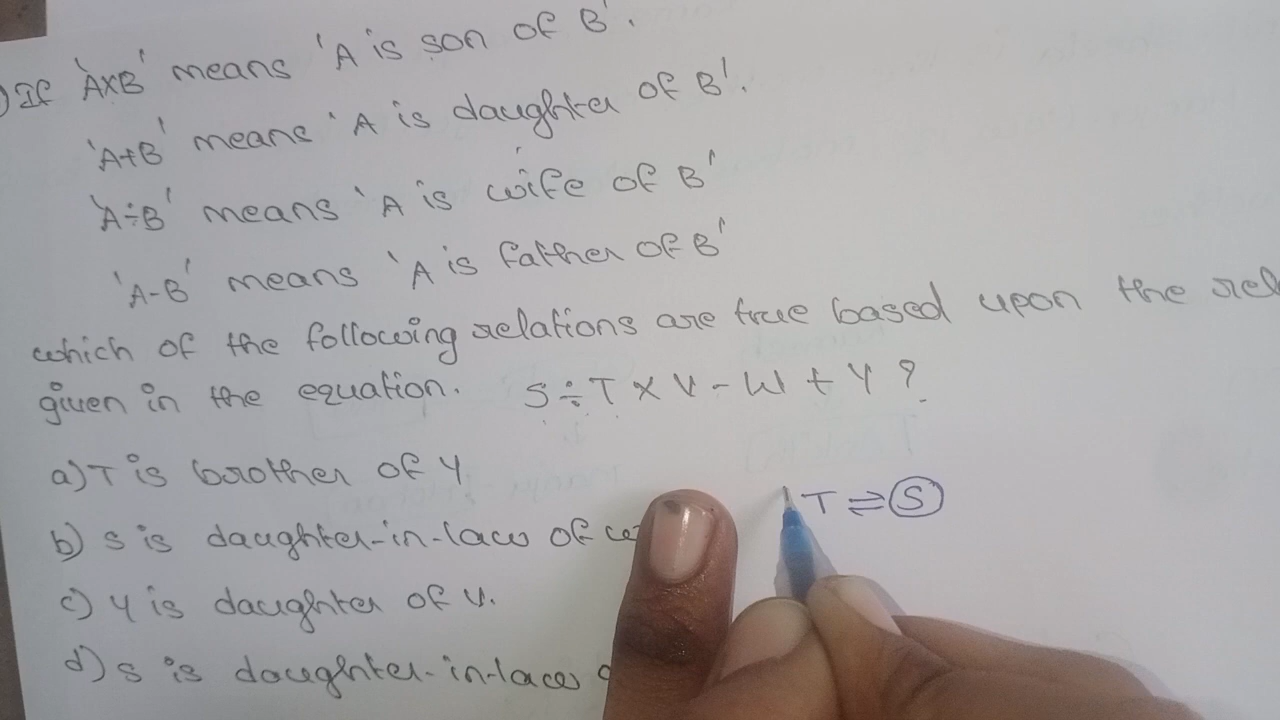 ) If 'A×B' means 'A is son of B'.
'A+B' means 'A is daughter of B'.
'A÷B' means 'A is wife of B'
'A-B' means 'A is father of B'
which of the following relations are true based upon the
given in the equation. S÷T×V-W+Y?
a) T is brother of Y
b) S is daughter-in-law of
c) Y is daughter of V.
d) S is daughter-in-law
T ⇌ S